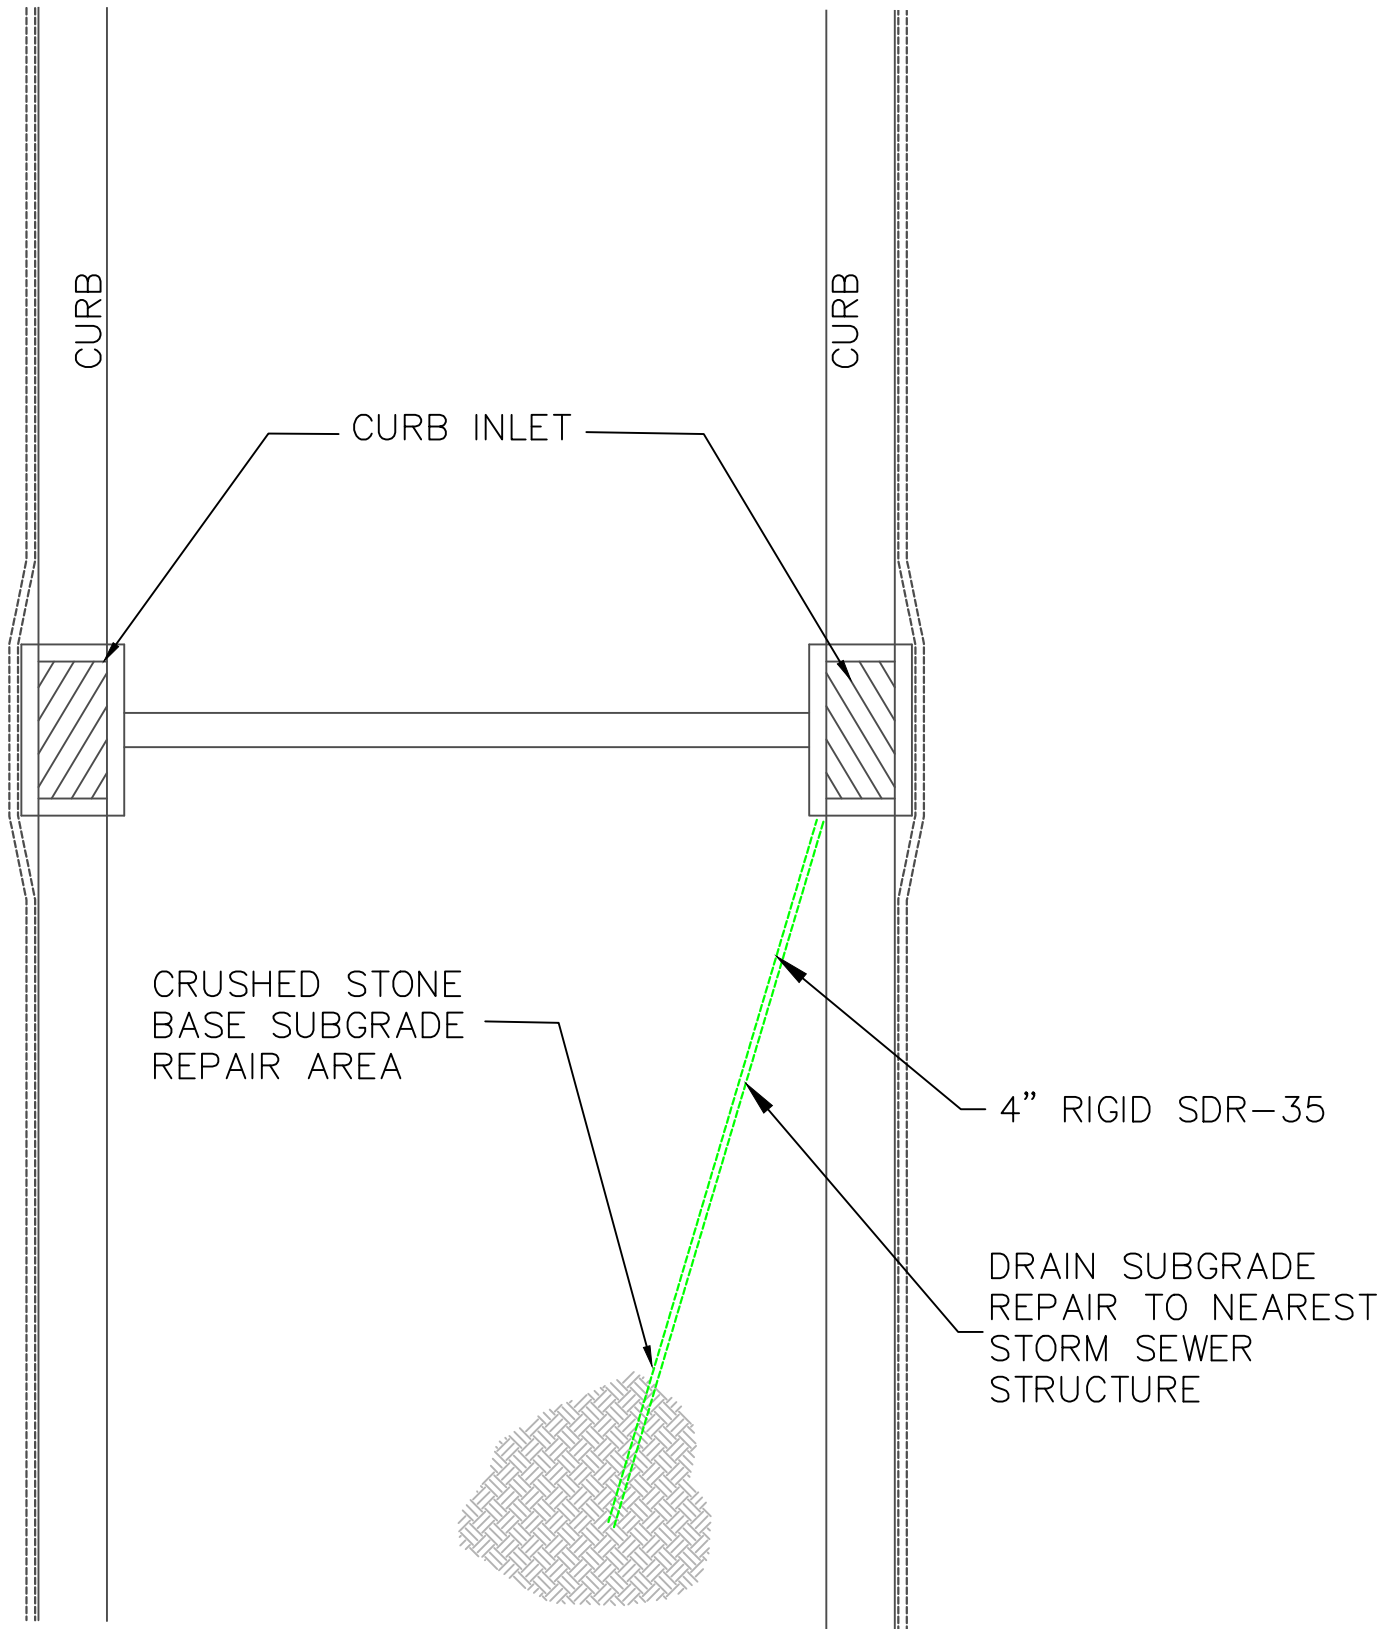 CURB
CURB
CURB INLET
CRUSHED STONE
BASE SUBGRADE
REPAIR AREA
4” RIGID SDR-35
DRAIN SUBGRADE
REPAIR TO NEAREST
STORM SEWER
STRUCTURE